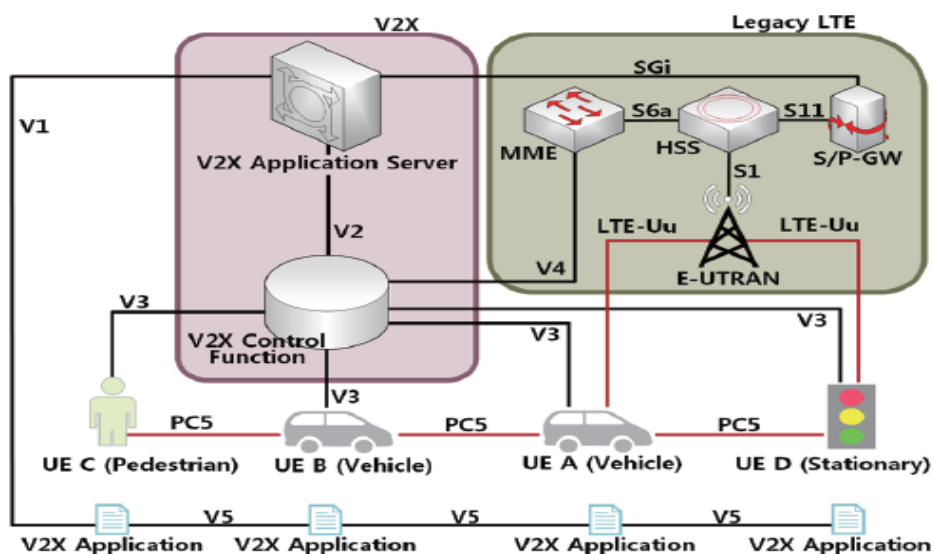 V2X
Legacy LTE
SGi
V1
S6a
S11
MME
HSS
S/P-GW
V2X Application Server
S1
LTE-Uu
LTE-Uu
V2
E-UTRAN
V4
V3
V3
V3
V2X Control
Function
V3
PC5
PC5
PC5
UE C (Pedestrian)
UE B (Vehicle)
UE A (Vehicle)
UE D (Stationary)
V5
V5
V5
V2X Application
V2X Application
V2X Application
V2X Application